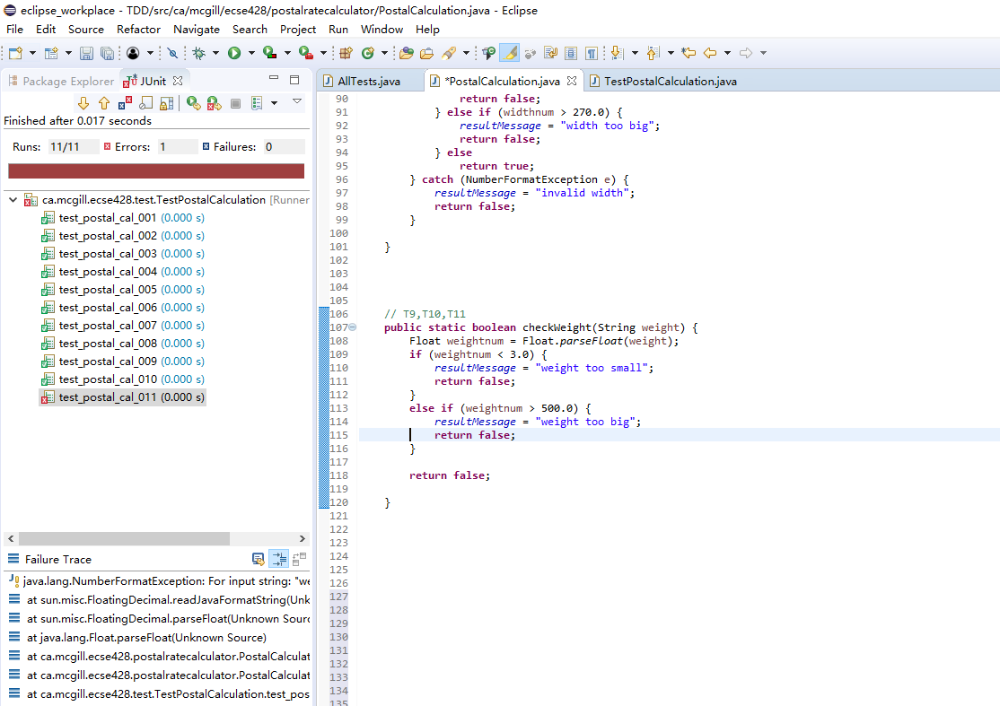 eclipse_workplace - TDD/src/ca/mcgill/ecse428/postalratecalculator/PostalCalculation.java - Eclipse
File Edit Source Refactor Navigate Search Project Run Window Help
Package Explorer JUnit
Finished after 0.017 seconds
Runs: 11/11 Errors: 1 Failures: 0
ca.mcgill.ecse428.test.TestPostalCalculation [Runner
test_postal_cal_001 (0.000 s)
test_postal_cal_002 (0.000 s)
test_postal_cal_003 (0.000 s)
test_postal_cal_004 (0.000 s)
test_postal_cal_005 (0.000 s)
test_postal_cal_006 (0.000 s)
test_postal_cal_007 (0.000 s)
test_postal_cal_008 (0.000 s)
test_postal_cal_009 (0.000 s)
test_postal_cal_010 (0.000 s)
test_postal_cal_011 (0.000 s)
Failure Trace
java.lang.NumberFormatException: For input string: "we
at sun.misc.FloatingDecimal.readJavaFormatString(Unk
at sun.misc.FloatingDecimal.parseFloat(Unknown Sourc
at java.lang.Float.parseFloat(Unknown Source)
at ca.mcgill.ecse428.postalratecalculator.PostalCalculat
at ca.mcgill.ecse428.postalratecalculator.PostalCalculat
at ca.mcgill.ecse428.test.TestPostalCalculation.test_pos
AllTests.java *PostalCalculation.java TestPostalCalculation.java
90 return false;
91 } else if (widthnum > 270.0) {
92 resultMessage = "width too big";
93 return false;
94 } else
95 return true;
96 } catch (NumberFormatException e) {
97 resultMessage = "invalid width";
98 return false;
99 }
100
101 }
102
103
104
105
106 // T9,T10,T11
107 public static boolean checkWeight(String weight) {
108 Float weightnum = Float.parseFloat(weight);
109 if (weightnum < 3.0) {
110 resultMessage = "weight too small";
111 return false;
112 }
113 else if (weightnum > 500.0) {
114 resultMessage = "weight too big";
115 return false;
116 }
117
118 return false;
119
120 }
121
122
123
124
125
126
127
128
129
130
131
132
133
134
135